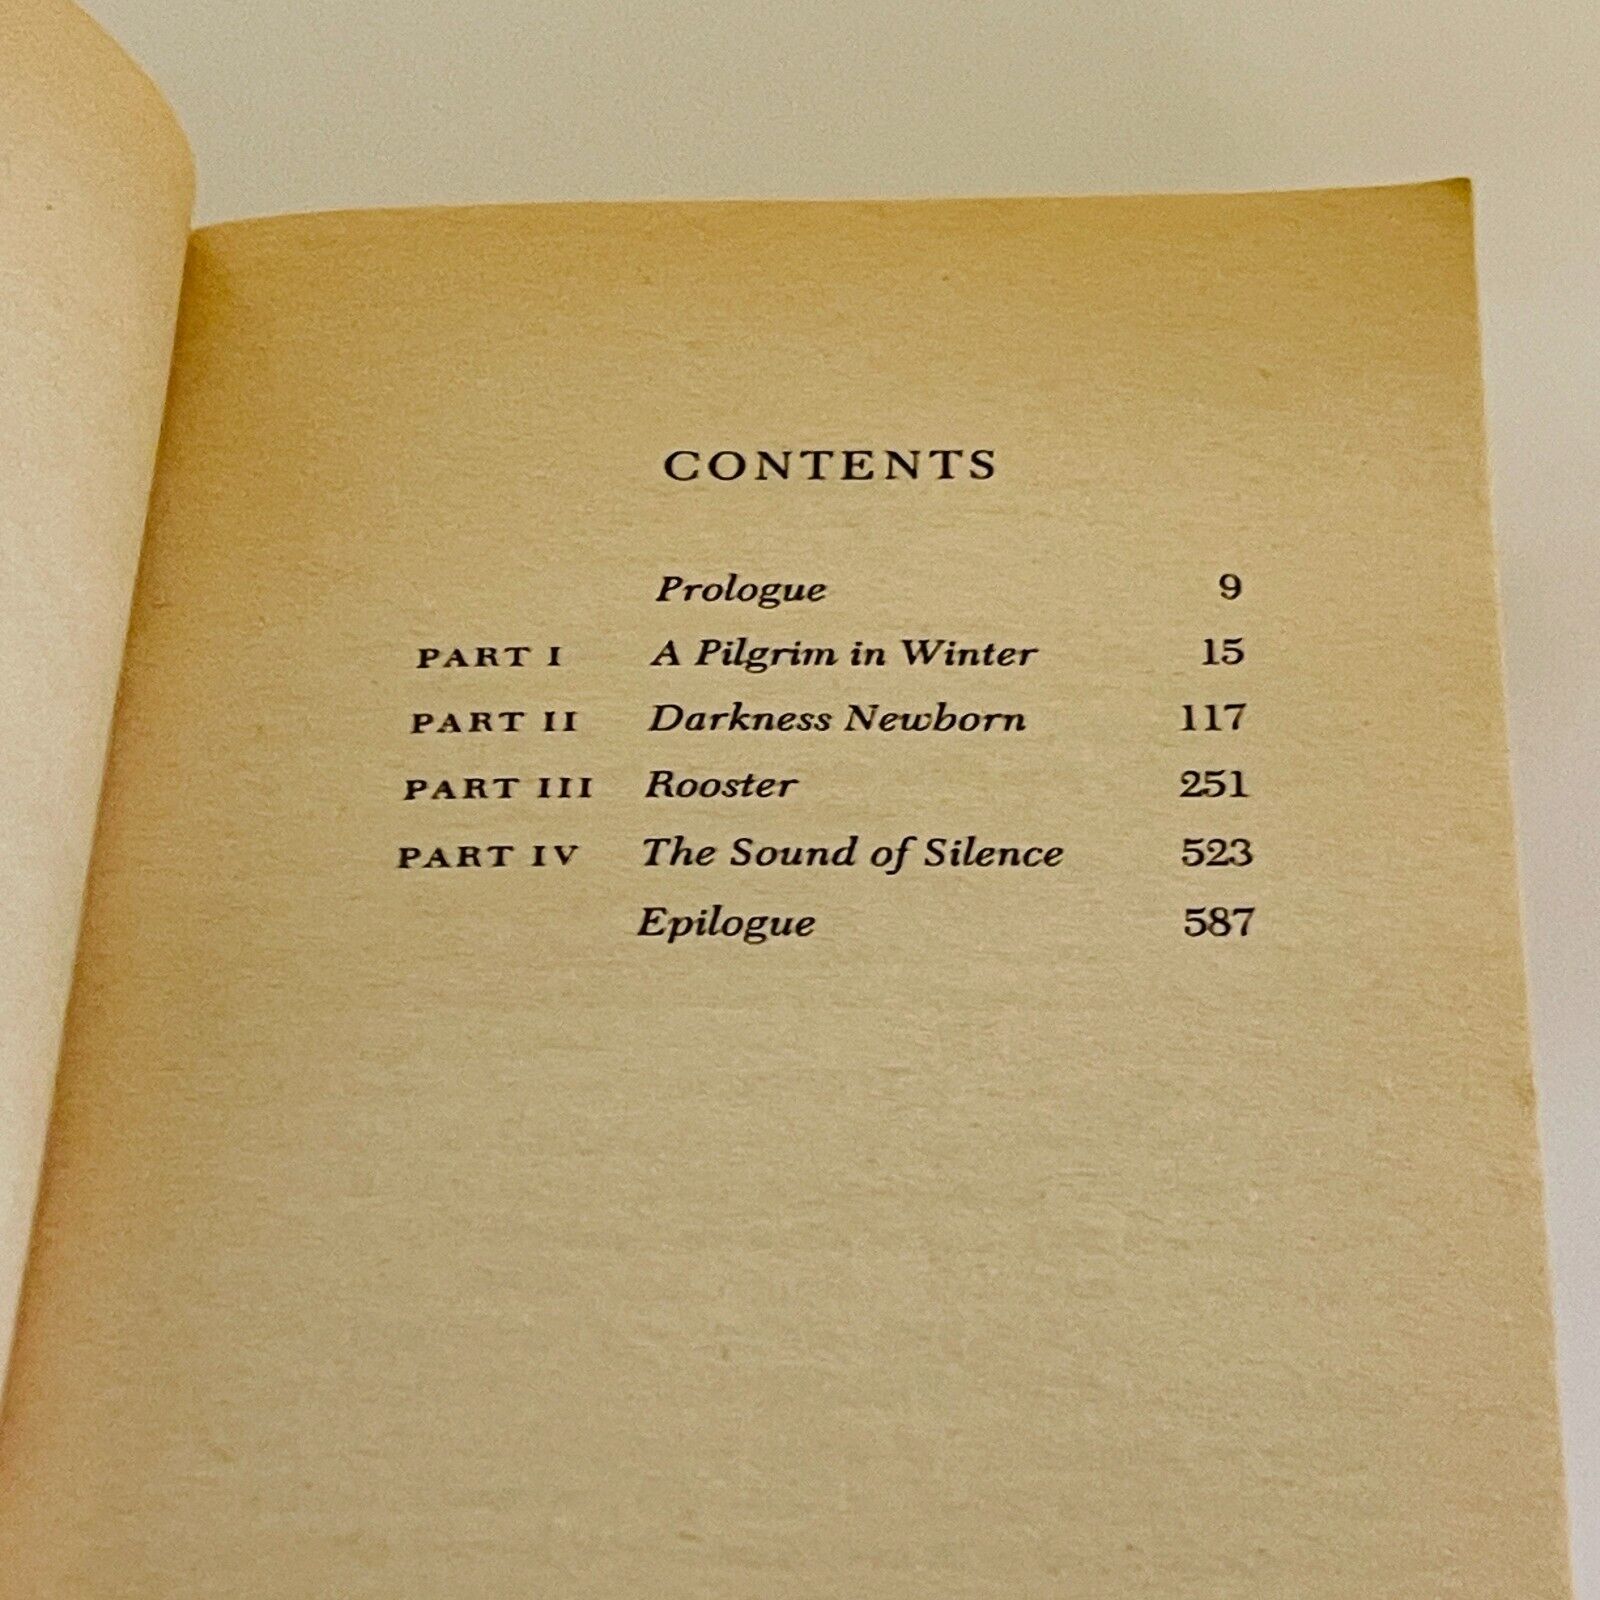 CONTENTS
Prologue 9
PART I A Pilgrim in Winter 15
PART II Darkness Newborn 117
PART III Rooster 251
PART IV The Sound of Silence 523
Epilogue 587